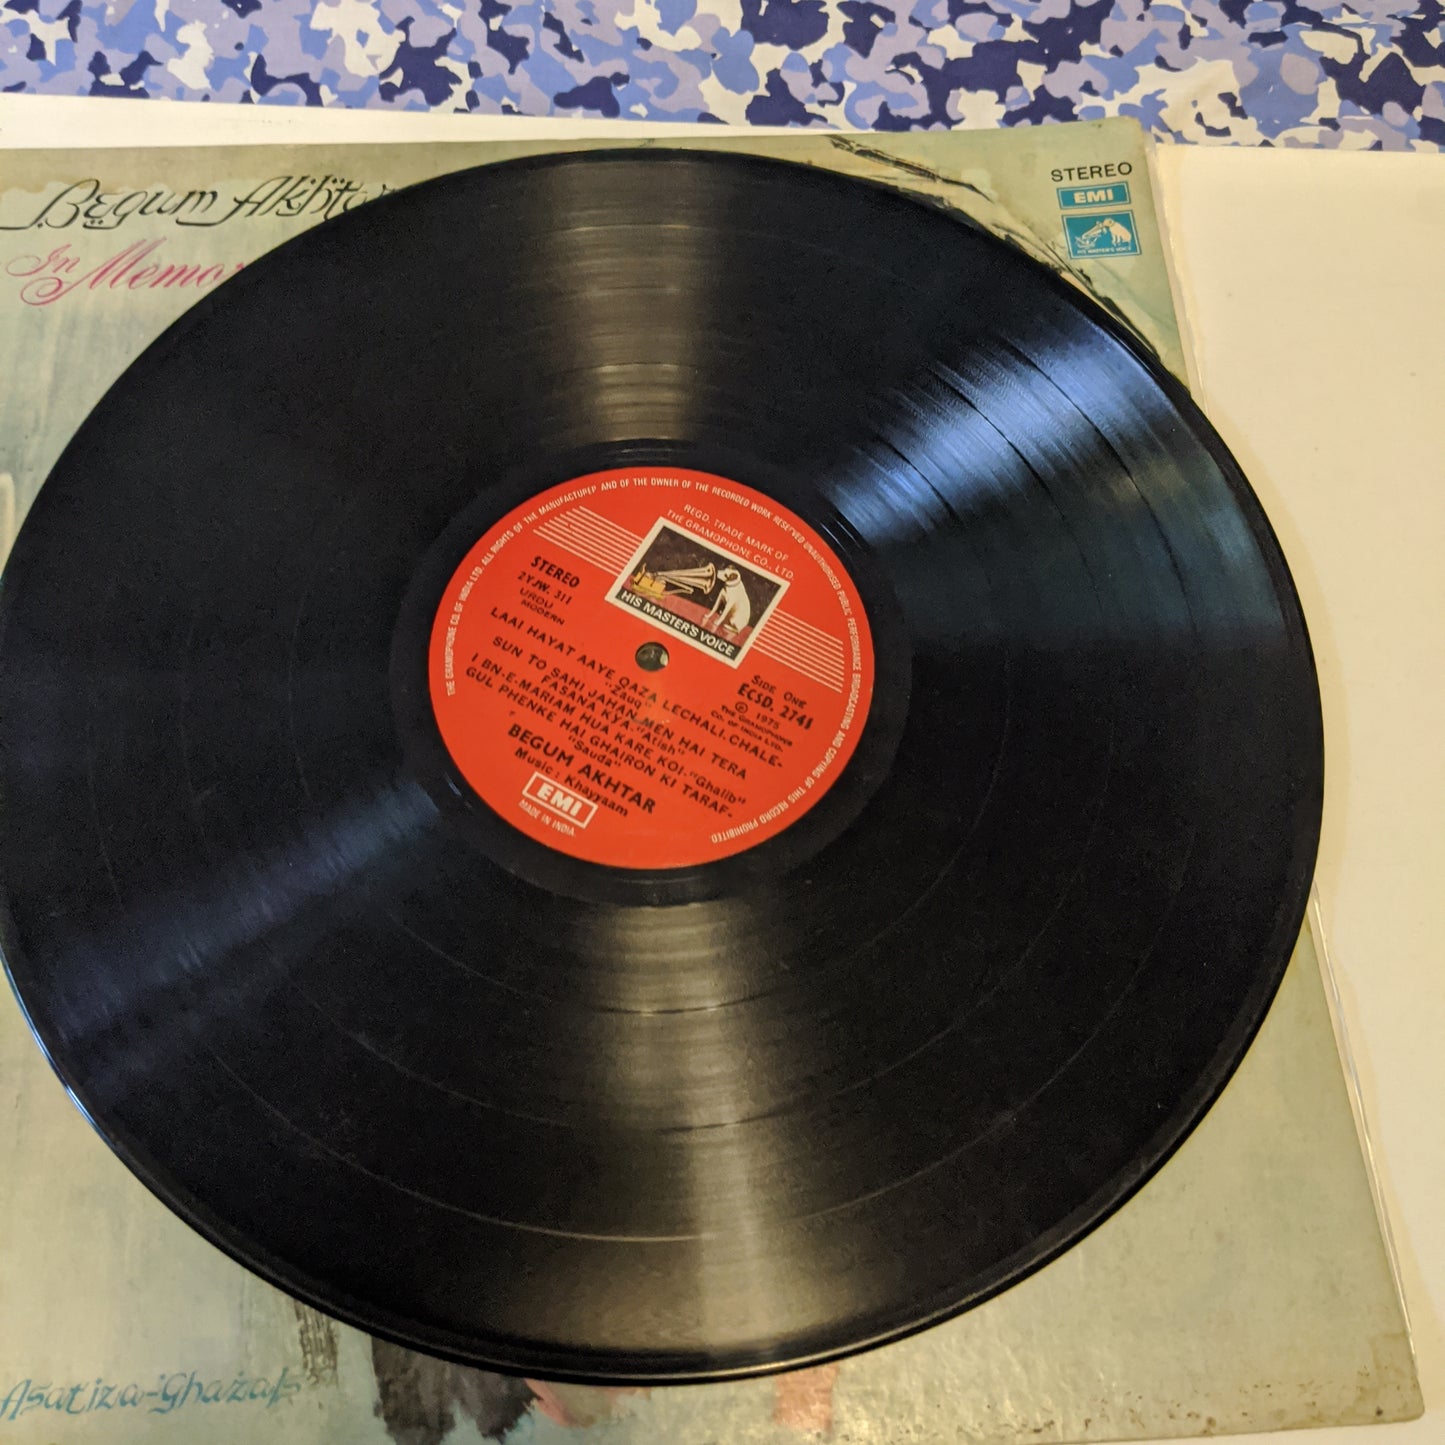 Begum Akhtar
In Memor
STEREO
EMI
HIS MASTER'S VOICE
THE GRAMOPHONE CO. OF INDIA LTD. ALL RIGHTS OF THE MANUFACTURER AND OF THE OWNER OF THE RECORDED WORK RESERVED UNAUTHORISED PUBLIC PERFORMANCE BROADCASTING AND COPYING OF THIS RECORD PROHIBITED.
REGD. TRADE MARK OF
THE GRAMOPHONE CO., LTD.
HIS MASTER'S VOICE
STEREO
2YJW. 311
URDU
MODERN
SIDE ONE
ECSD. 2741
℗ 1975
THE GRAMOPHONE
CO. OF INDIA LTD.
LAAI HAYAT AAYE QAZA LECHALI.CHALE-
"Zauq"
SUN TO SAHI JAHAN MEN HAI TERA
FASANA KYA-"Atish"
I BN-E-MARIAM HUA KARE KOI-"Ghalib"
GUL PHENKE HAI GHAIRON KI TARAF-
"Sauda"
BEGUM AKHTAR
Music : Khayyaam
EMI
MADE IN INDIA.
Asatiza-Ghazals